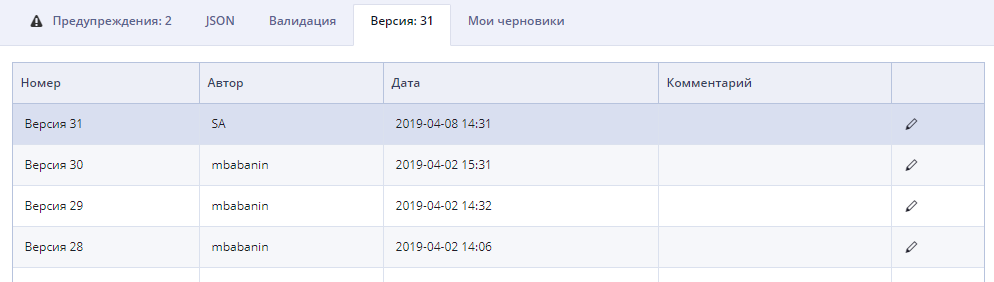 Предупреждения: 2 JSON Валидация Версия: 31 Мои черновики
Номер Автор Дата Комментарий
Версия 31 SA 2019-04-08 14:31
Версия 30 mbabanin 2019-04-02 15:31
Версия 29 mbabanin 2019-04-02 14:32
Версия 28 mbabanin 2019-04-02 14:06